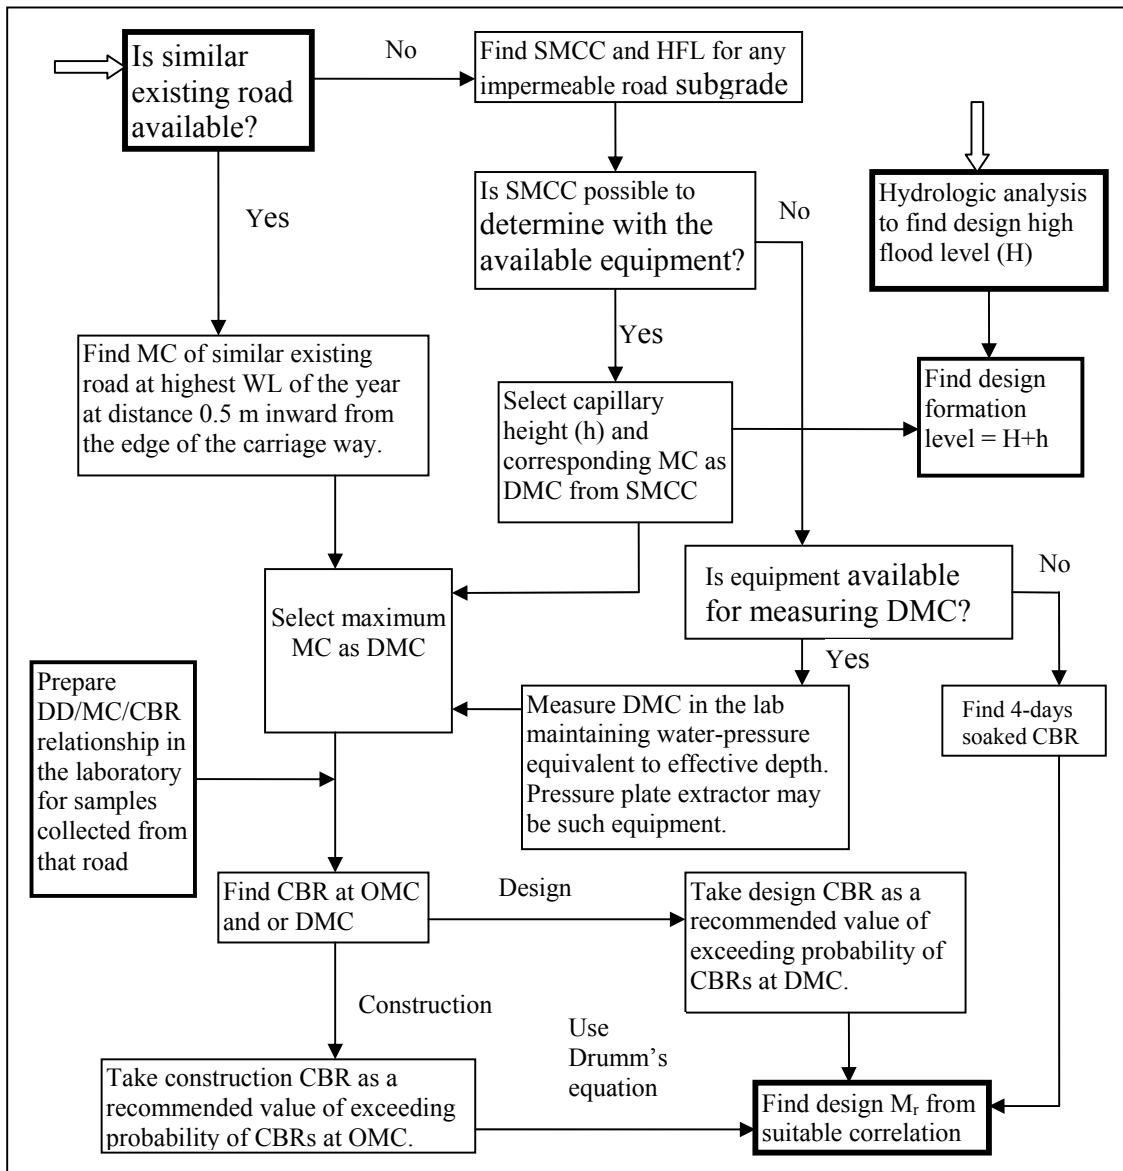 Is similar
existing road
available?
No
Find SMCC and HFL for any
impermeable road subgrade
Yes
Is SMCC possible to
determine with the
available equipment?
No
Hydrologic analysis
to find design high
flood level (H)
Yes
Find MC of similar existing
road at highest WL of the year
at distance 0.5 m inward from
the edge of the carriage way.
Select capillary
height (h) and
corresponding MC as
DMC from SMCC
Find design
formation
level = H+h
Is equipment available
for measuring DMC?
No
Yes
Select maximum
MC as DMC
Prepare
DD/MC/CBR
relationship in
the laboratory
for samples
collected from
that road
Measure DMC in the lab
maintaining water-pressure
equivalent to effective depth.
Pressure plate extractor may
be such equipment.
Find 4-days
soaked CBR
Find CBR at OMC
and or DMC
Design
Take design CBR as a
recommended value of
exceeding probability of
CBRs at DMC.
Construction
Use
Drumm's
equation
Take construction CBR as a
recommended value of exceeding
probability of CBRs at OMC.
Find design Mr from
suitable correlation